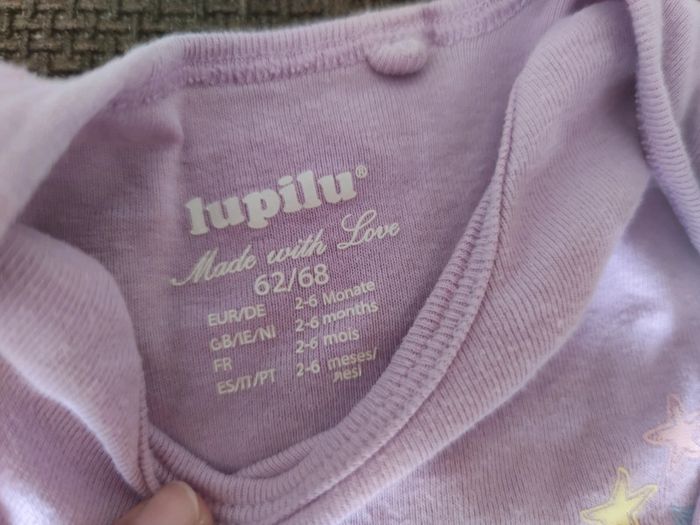 lupilu®
Made with Love
62/68
EUR/DE 2-6 Monate
GB/IE/NI 2-6 months
FR 2-6 mois
ES/IT/PT 2-6 meses/